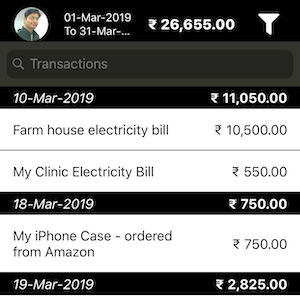 01-Mar-2019
To 31-Mar-...
₹ 26,655.00
Transactions
10-Mar-2019 ₹ 11,050.00
Farm house electricity bill ₹ 10,500.00
My Clinic Electricity Bill ₹ 550.00
18-Mar-2019 ₹ 750.00
My iPhone Case - ordered
from Amazon
₹ 750.00
19-Mar-2019 ₹ 2,825.00